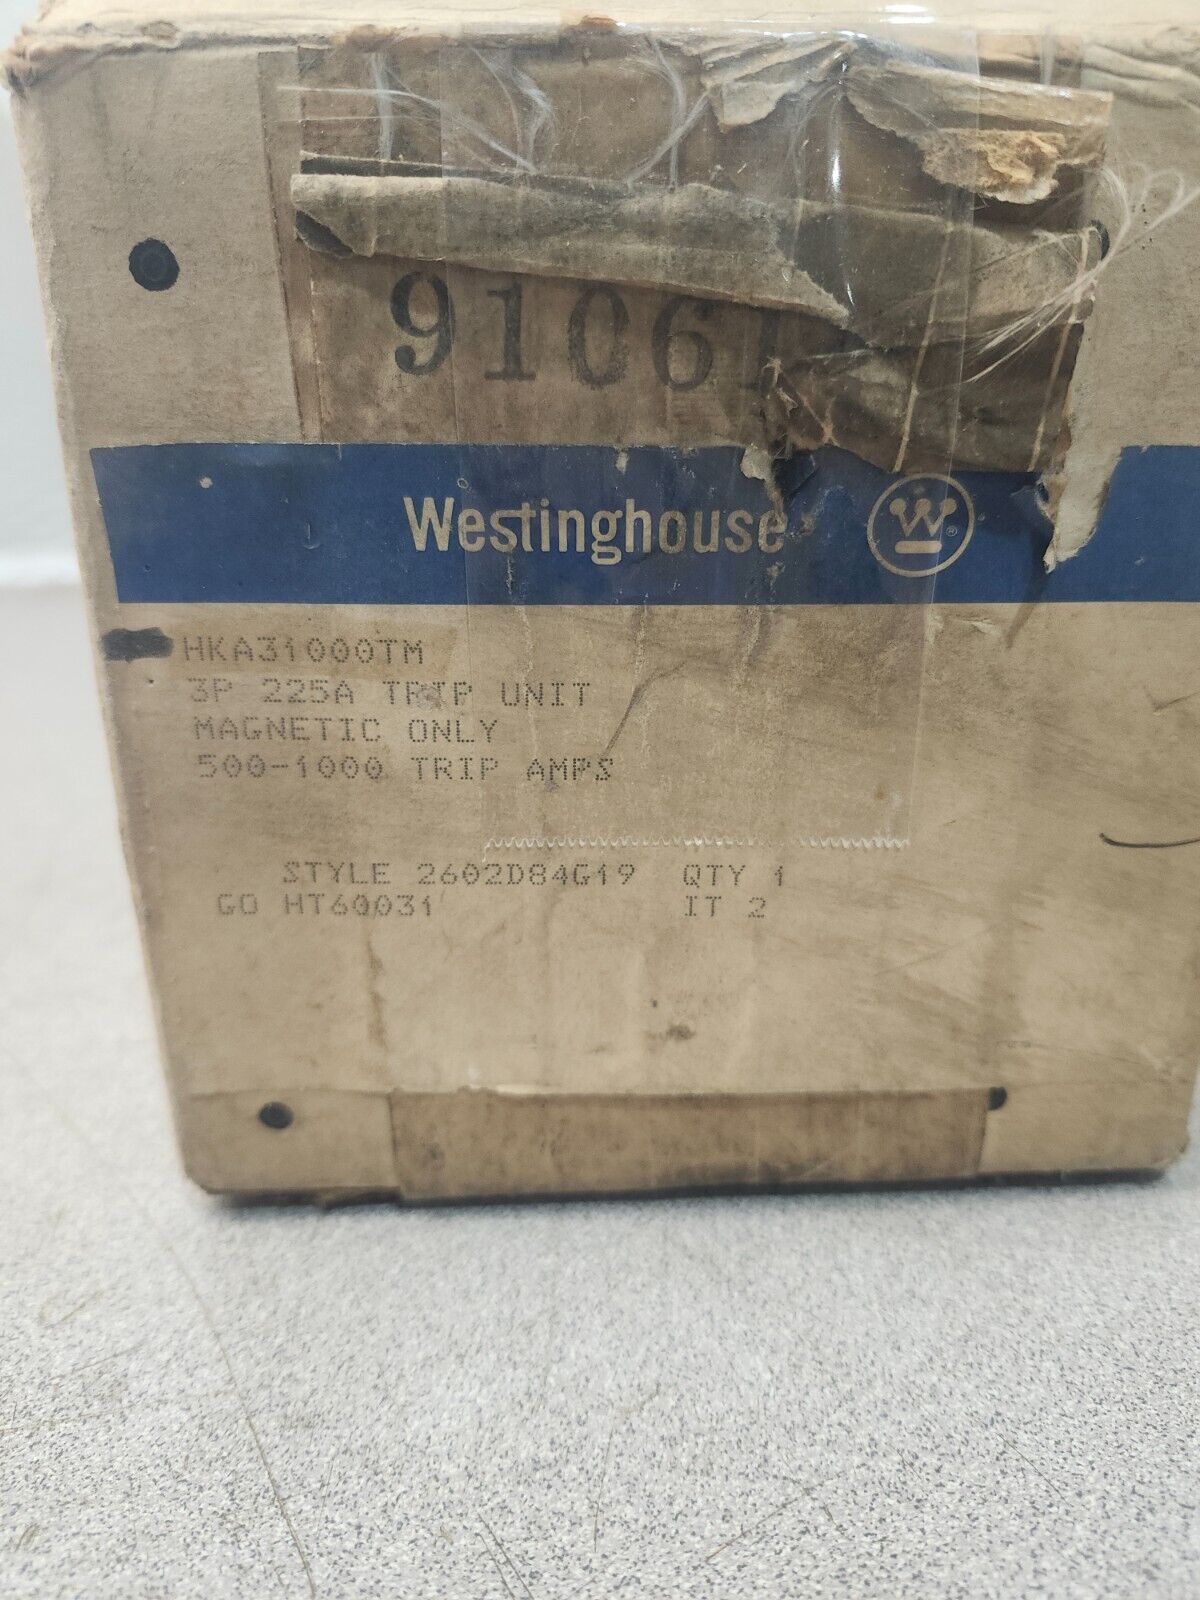 91061
Westinghouse W ®
HKA31000TM
3P 225A TRIP UNIT
MAGNETIC ONLY
500-1000 TRIP AMPS
STYLE 2602D84G19 QTY 1
GO HT60031 IT 2